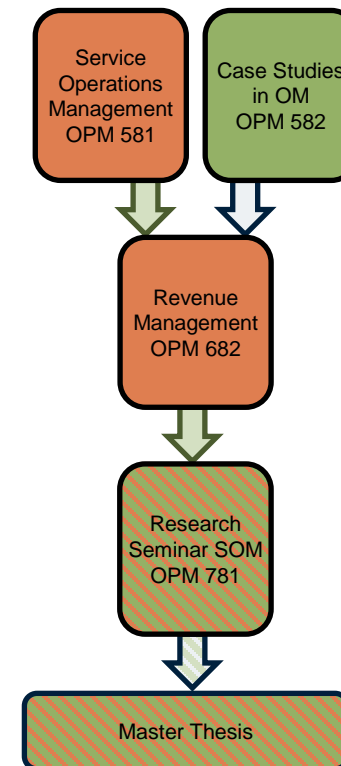 Service
Operations
Management
OPM 581
Case Studies
in OM
OPM 582
Revenue
Management
OPM 682
Research
Seminar SOM
OPM 781
Master Thesis